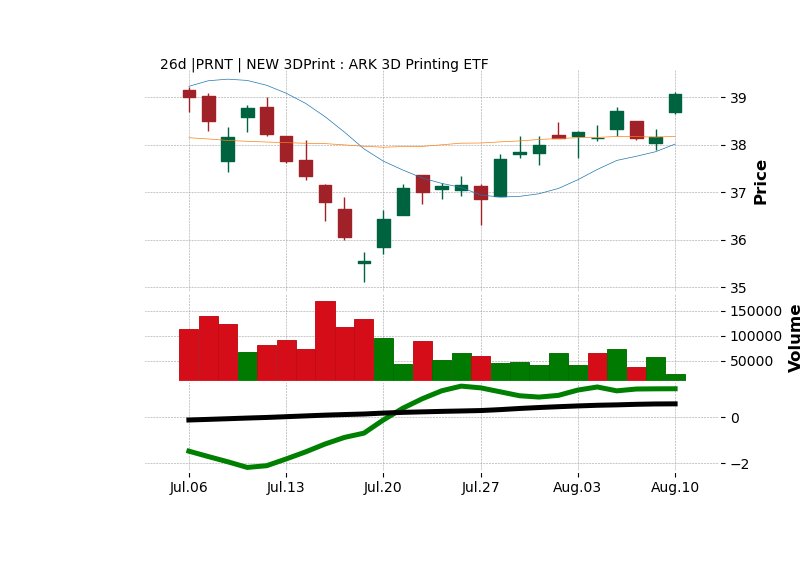 26d |PRNT | NEW 3DPrint : ARK 3D Printing ETF
39
38
37
36
35
Price
150000
100000
50000
Volume
0
−2
Jul.06 Jul.13 Jul.20 Jul.27 Aug.03 Aug.10